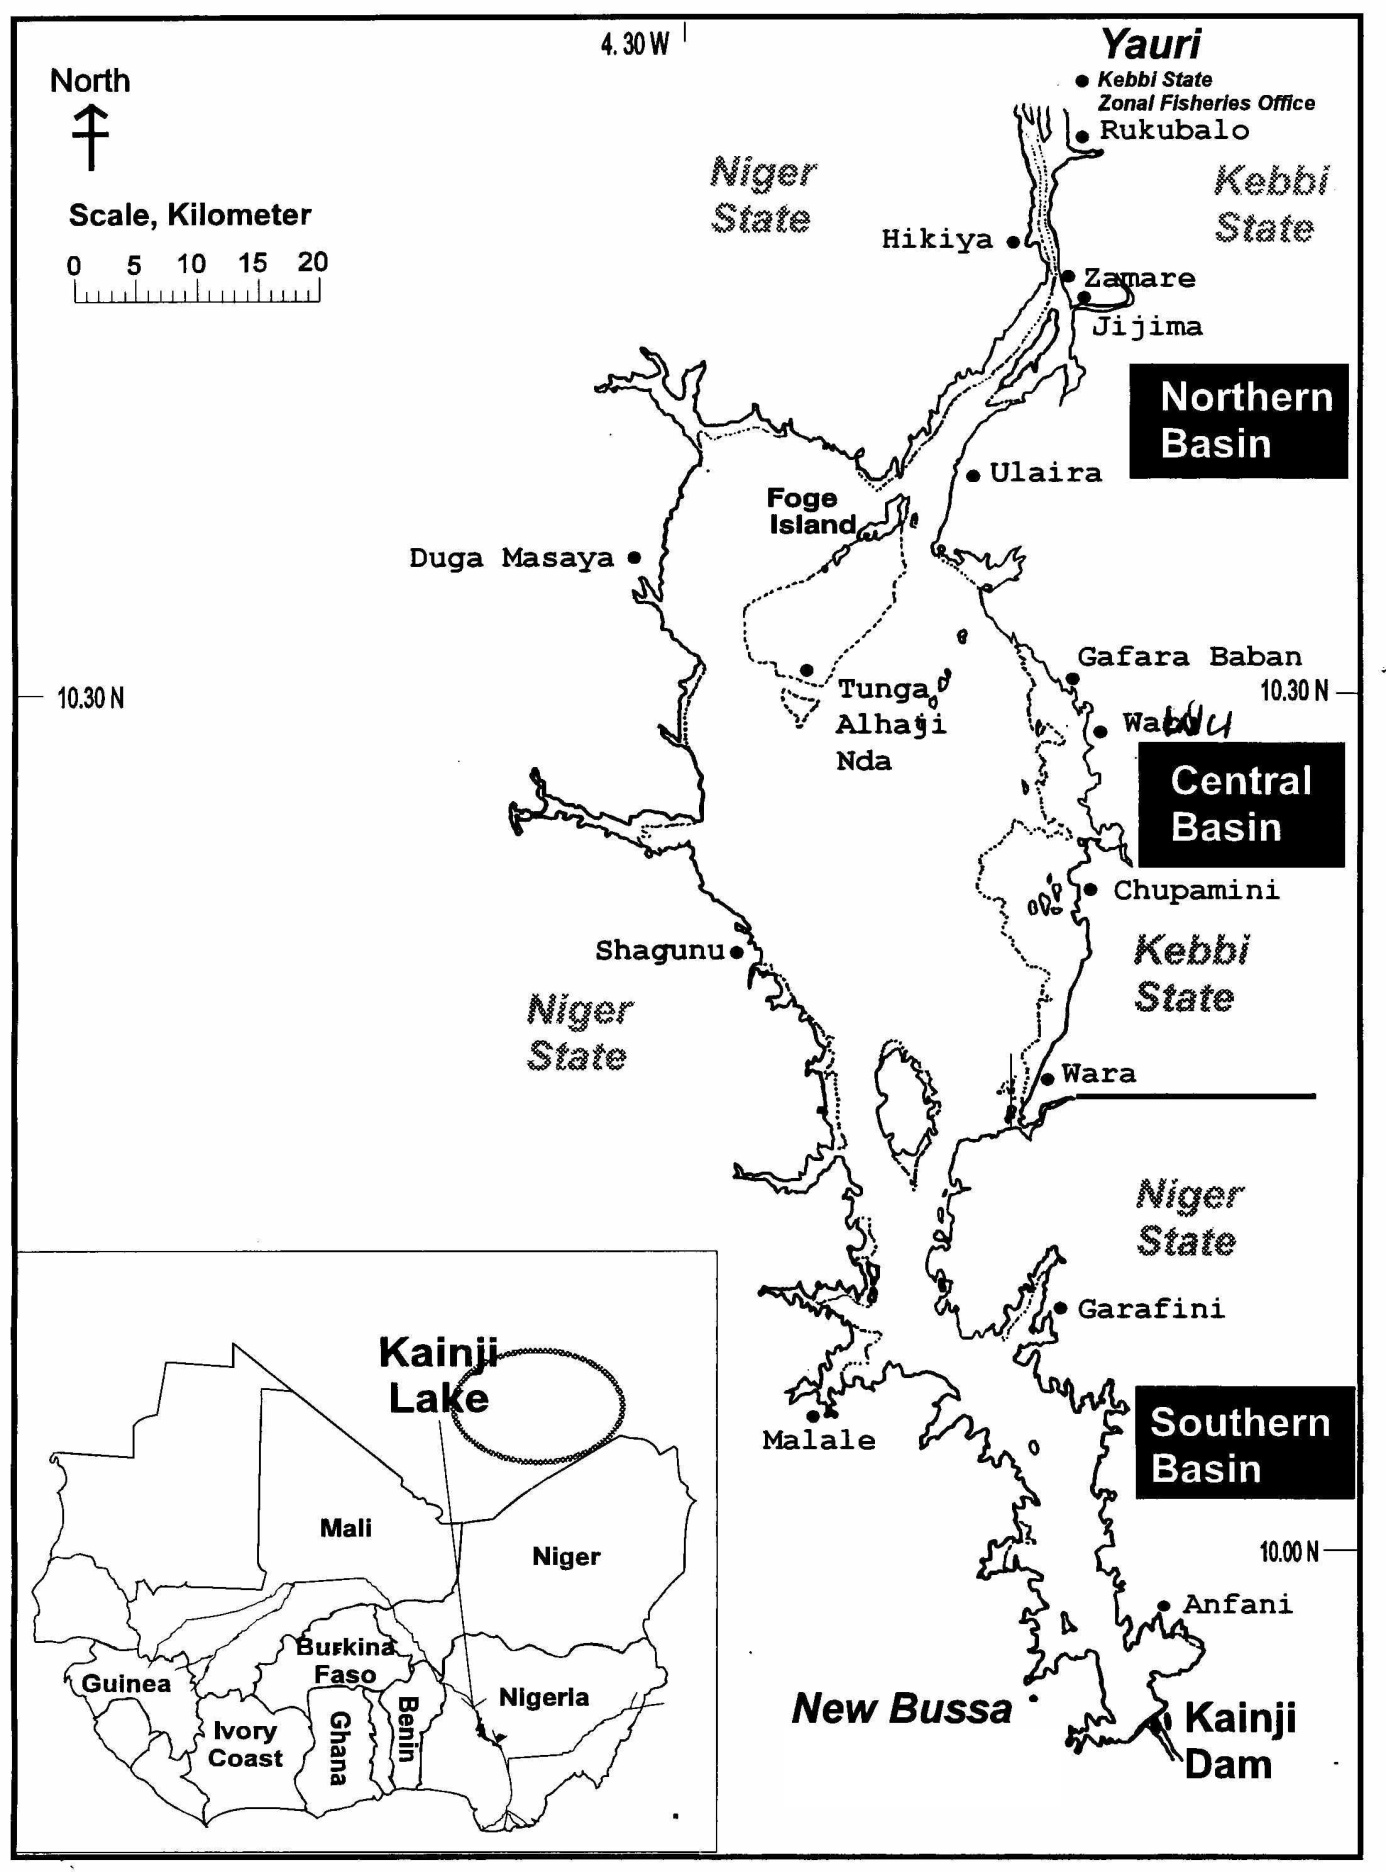 4.30 W
Yauri
Kebbi State
Zonal Fisheries Office
North
Rukubalo
Niger
State
Kebbi
State
Scale, Kilometer
0 5 10 15 20
Hikiya
Zamare
Jijima
Northern
Basin
Ulaira
Foge
Island
Duga Masaya
Gafara Baban
10.30 N
10.30 N
Tunga
Alhaji
Nda
Central
Basin
Chupamini
Shagunu
Kebbi
State
Niger
State
Wara
Niger
State
Garafini
Kainji
Lake
Malale
Southern
Basin
Mali
Niger
10.00 N
Anfani
Burkina
Faso
Guinea
Nigeria
Benin
Ghana
Ivory
Coast
New Bussa
Kainji
Dam